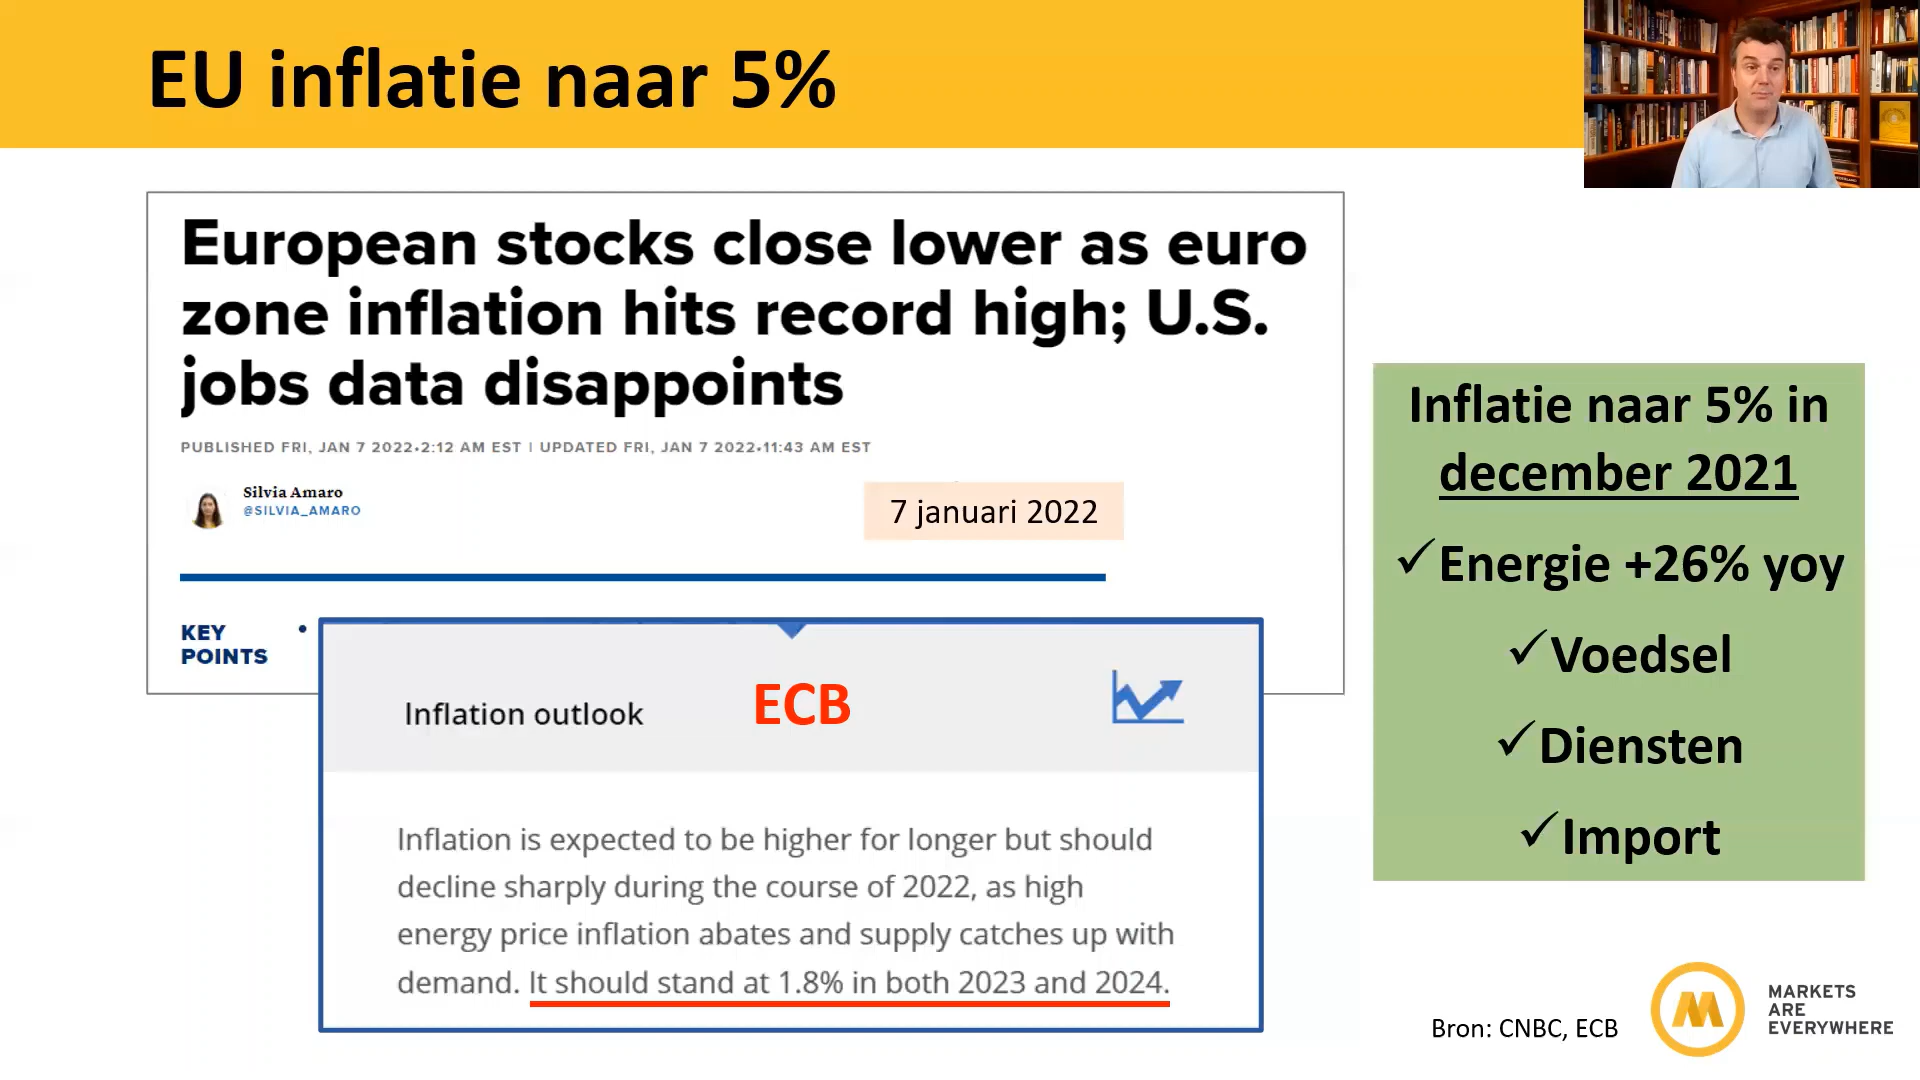 EU inflatie naar 5%
European stocks close lower as euro
zone inflation hits record high; U.S.
jobs data disappoints
PUBLISHED FRI, JAN 7 2022•2:12 AM EST | UPDATED FRI, JAN 7 2022•11:43 AM EST
Silvia Amaro
@SILVIA_AMARO
7 januari 2022
KEY
POINTS
•
Inflation outlook
ECB
Inflation is expected to be higher for longer but should
decline sharply during the course of 2022, as high
energy price inflation abates and supply catches up with
demand. It should stand at 1.8% in both 2023 and 2024.
Inflatie naar 5% in
december 2021
✓Energie +26% yoy
✓Voedsel
✓Diensten
✓Import
Bron: CNBC, ECB
MARKETS
ARE
EVERYWHERE